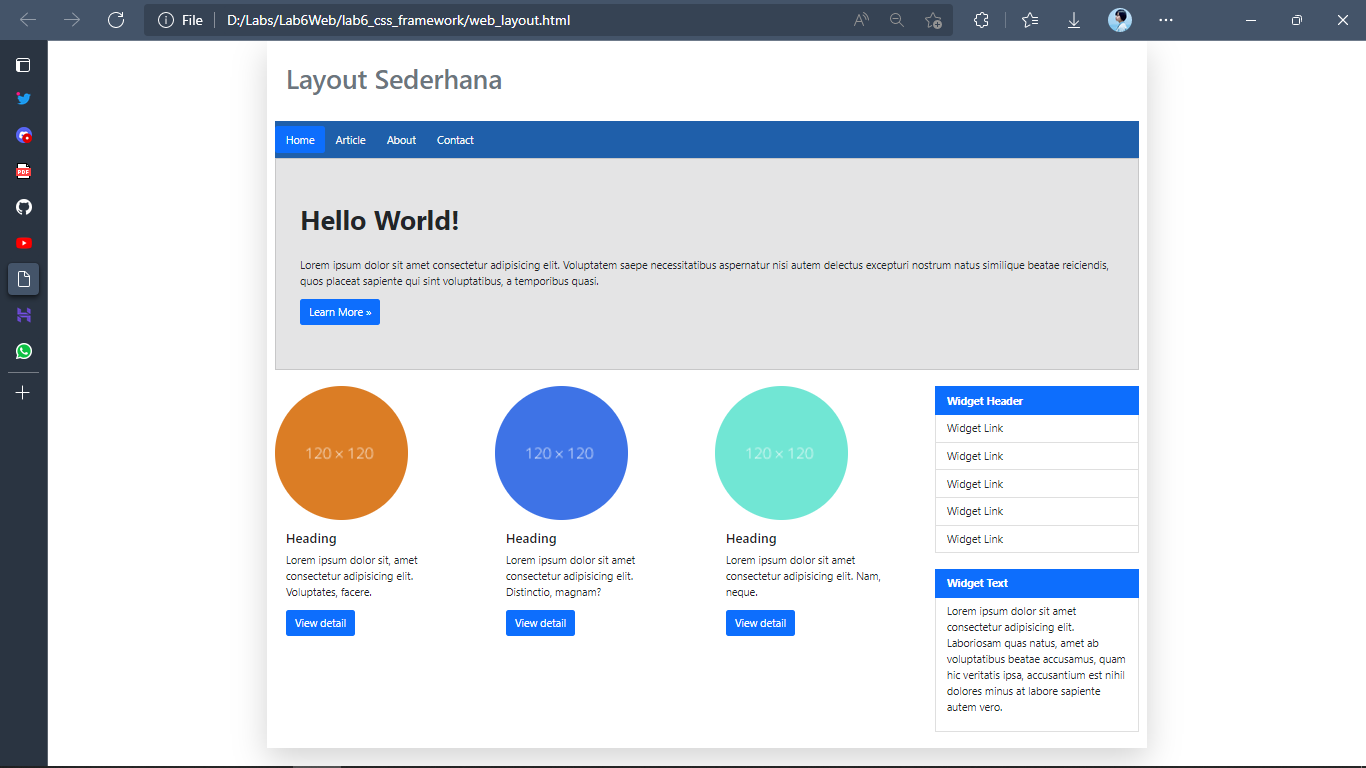 File
D:/Labs/Lab6Web/lab6_css_framework/web_layout.html
Layout Sederhana
Home
Article
About
Contact
Hello World!
Lorem ipsum dolor sit amet consectetur adipisicing elit. Voluptatem saepe necessitatibus aspernatur nisi autem delectus excepturi nostrum natus similique beatae reiciendis,
quos placeat sapiente qui sint voluptatibus, a temporibus quasi.
Learn More »
120 × 120
Heading
Lorem ipsum dolor sit, amet
consectetur adipisicing elit.
Voluptates, facere.
View detail
120 × 120
Heading
Lorem ipsum dolor sit amet
consectetur adipisicing elit.
Distinctio, magnam?
View detail
120 × 120
Heading
Lorem ipsum dolor sit amet
consectetur adipisicing elit. Nam,
neque.
View detail
Widget Header
Widget Link
Widget Link
Widget Link
Widget Link
Widget Link
Widget Text
Lorem ipsum dolor sit amet
consectetur adipisicing elit.
Laboriosam quas natus, amet ab
voluptatibus beatae accusamus, quam
hic veritatis ipsa, accusantium est nihil
dolores minus at labore sapiente
autem vero.
PDF